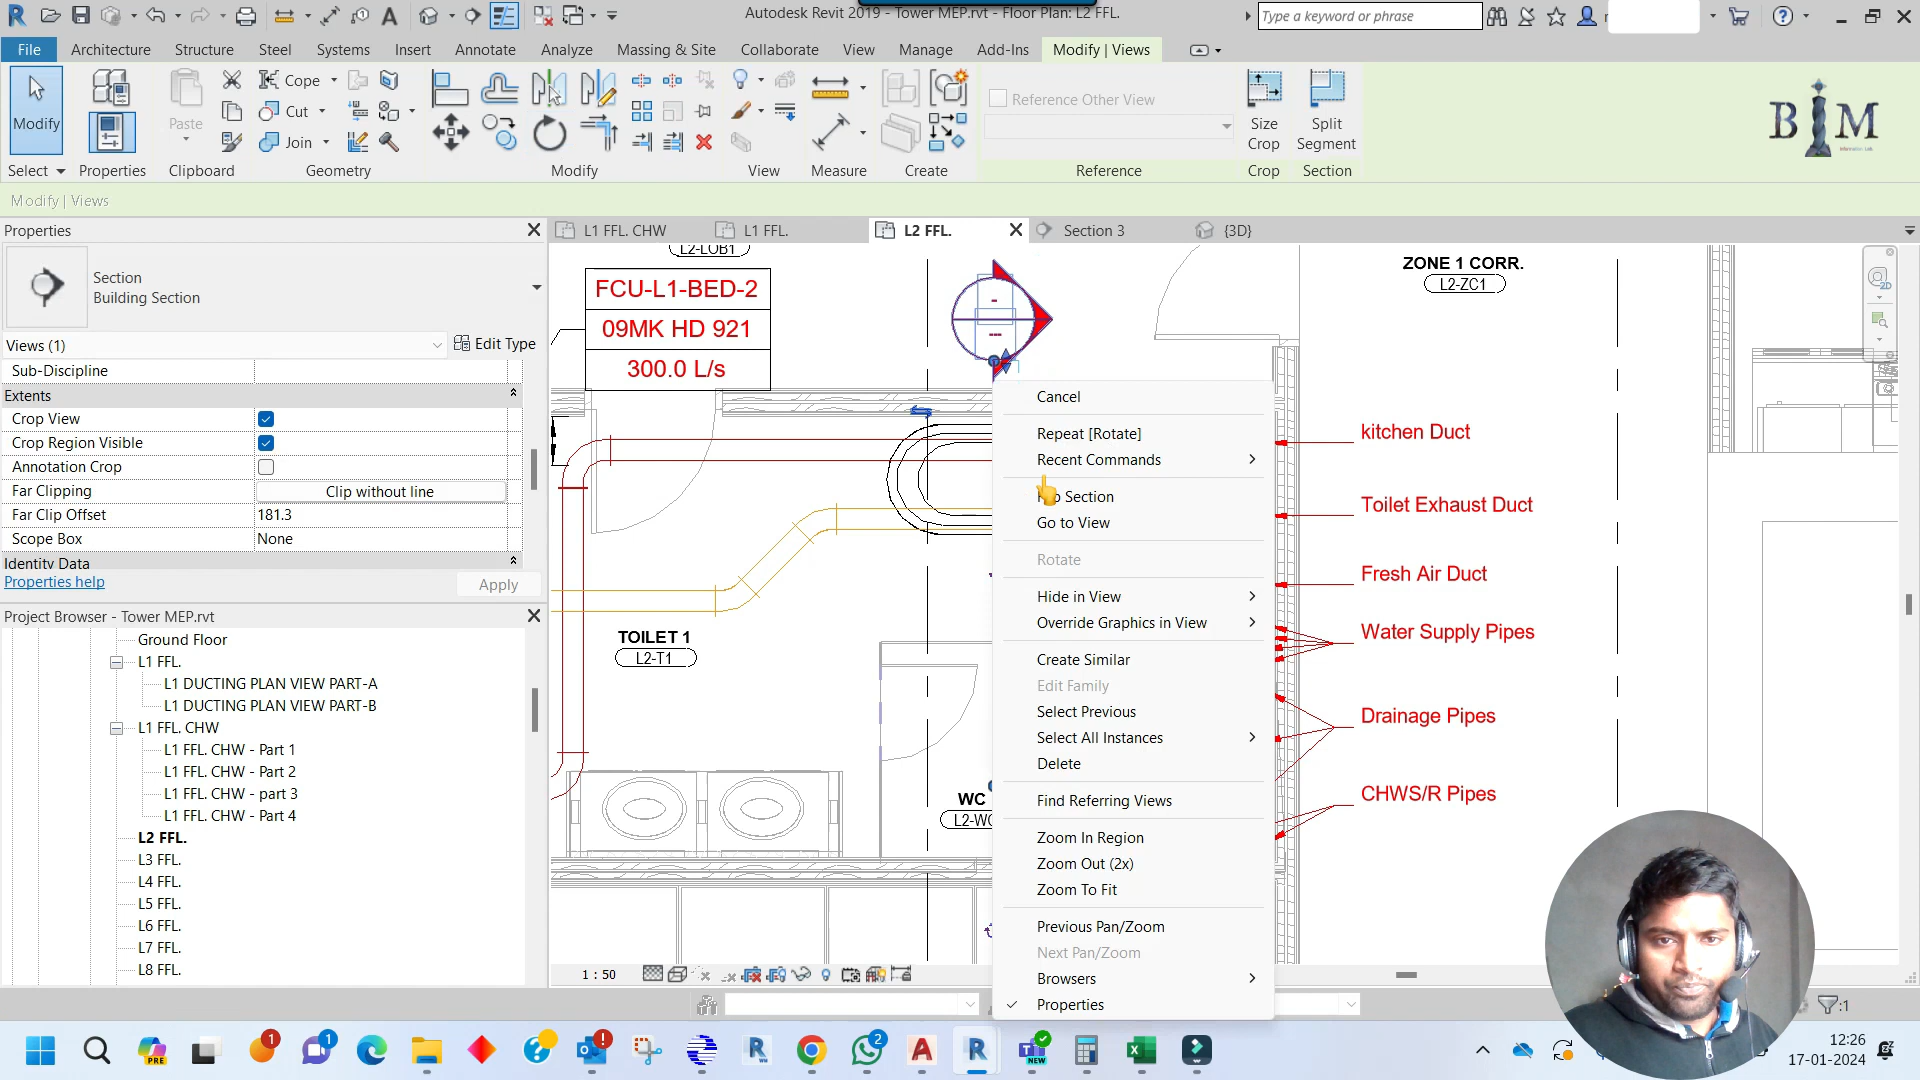 Autodesk Revit 2019 - Tower MEP.rvt - Floor Plan: L2 FFL.
Type a keyword or phrase
File Architecture Structure Steel Systems Insert Annotate Analyze Massing & Site Collaborate View Manage Add-Ins Modify | Views
Modify
Paste
Cope
Cut
Join
Reference Other View
Size Crop
Split Segment
BIM
Select Properties Clipboard Geometry Modify View Measure Create Reference Crop Section
Modify | Views
Properties
Section
Building Section
Views (1)
Edit Type
Sub-Discipline
Extents
Crop View
Crop Region Visible
Annotation Crop
Far Clipping Clip without line
Far Clip Offset 181.3
Scope Box None
Identity Data
Properties help
Apply
Project Browser - Tower MEP.rvt
Ground Floor
L1 FFL.
L1 DUCTING PLAN VIEW PART-A
L1 DUCTING PLAN VIEW PART-B
L1 FFL. CHW
L1 FFL. CHW - Part 1
L1 FFL. CHW - Part 2
L1 FFL. CHW - part 3
L1 FFL. CHW - Part 4
L2 FFL.
L3 FFL.
L4 FFL.
L5 FFL.
L6 FFL.
L7 FFL.
L8 FFL.
L1 FFL. CHW
L1 FFL.
L2 FFL.
Section 3
{3D}
L2-LOB1
FCU-L1-BED-2
09MK HD 921
300.0 L/s
ZONE 1 CORR.
L2-ZC1
2D
TOILET 1
L2-T1
WC
kitchen Duct
Toilet Exhaust Duct
Fresh Air Duct
Water Supply Pipes
Drainage Pipes
CHWS/R Pipes
Cancel
Repeat [Rotate]
Recent Commands
Section
Go to View
Rotate
Hide in View
Override Graphics in View
Create Similar
Edit Family
Select Previous
Select All Instances
Delete
Find Referring Views
Zoom In Region
Zoom Out (2x)
Zoom To Fit
Previous Pan/Zoom
Next Pan/Zoom
Browsers
Properties
1 : 50
:1
PRE
1
1
2
NEW
12:26
17-01-2024